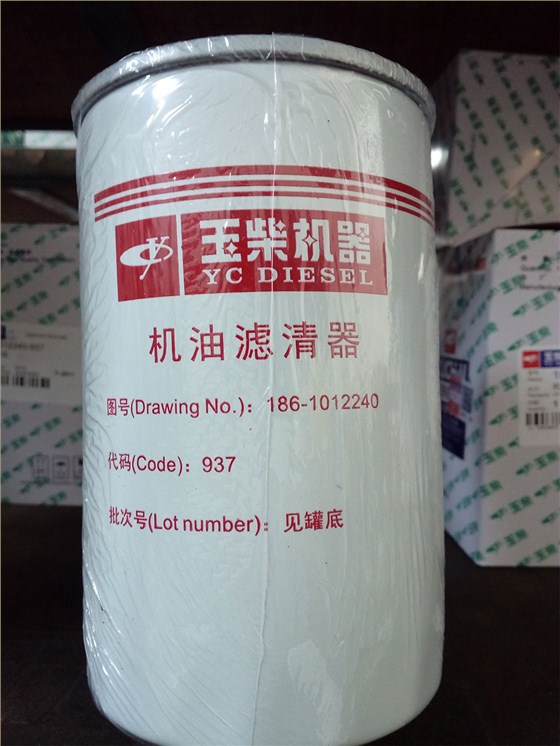 玉柴机器
YC DIESEL
机油滤清器
图号(Drawing No.): 186-1012240
代码(Code): 937
批次号(Lot number): 见罐底